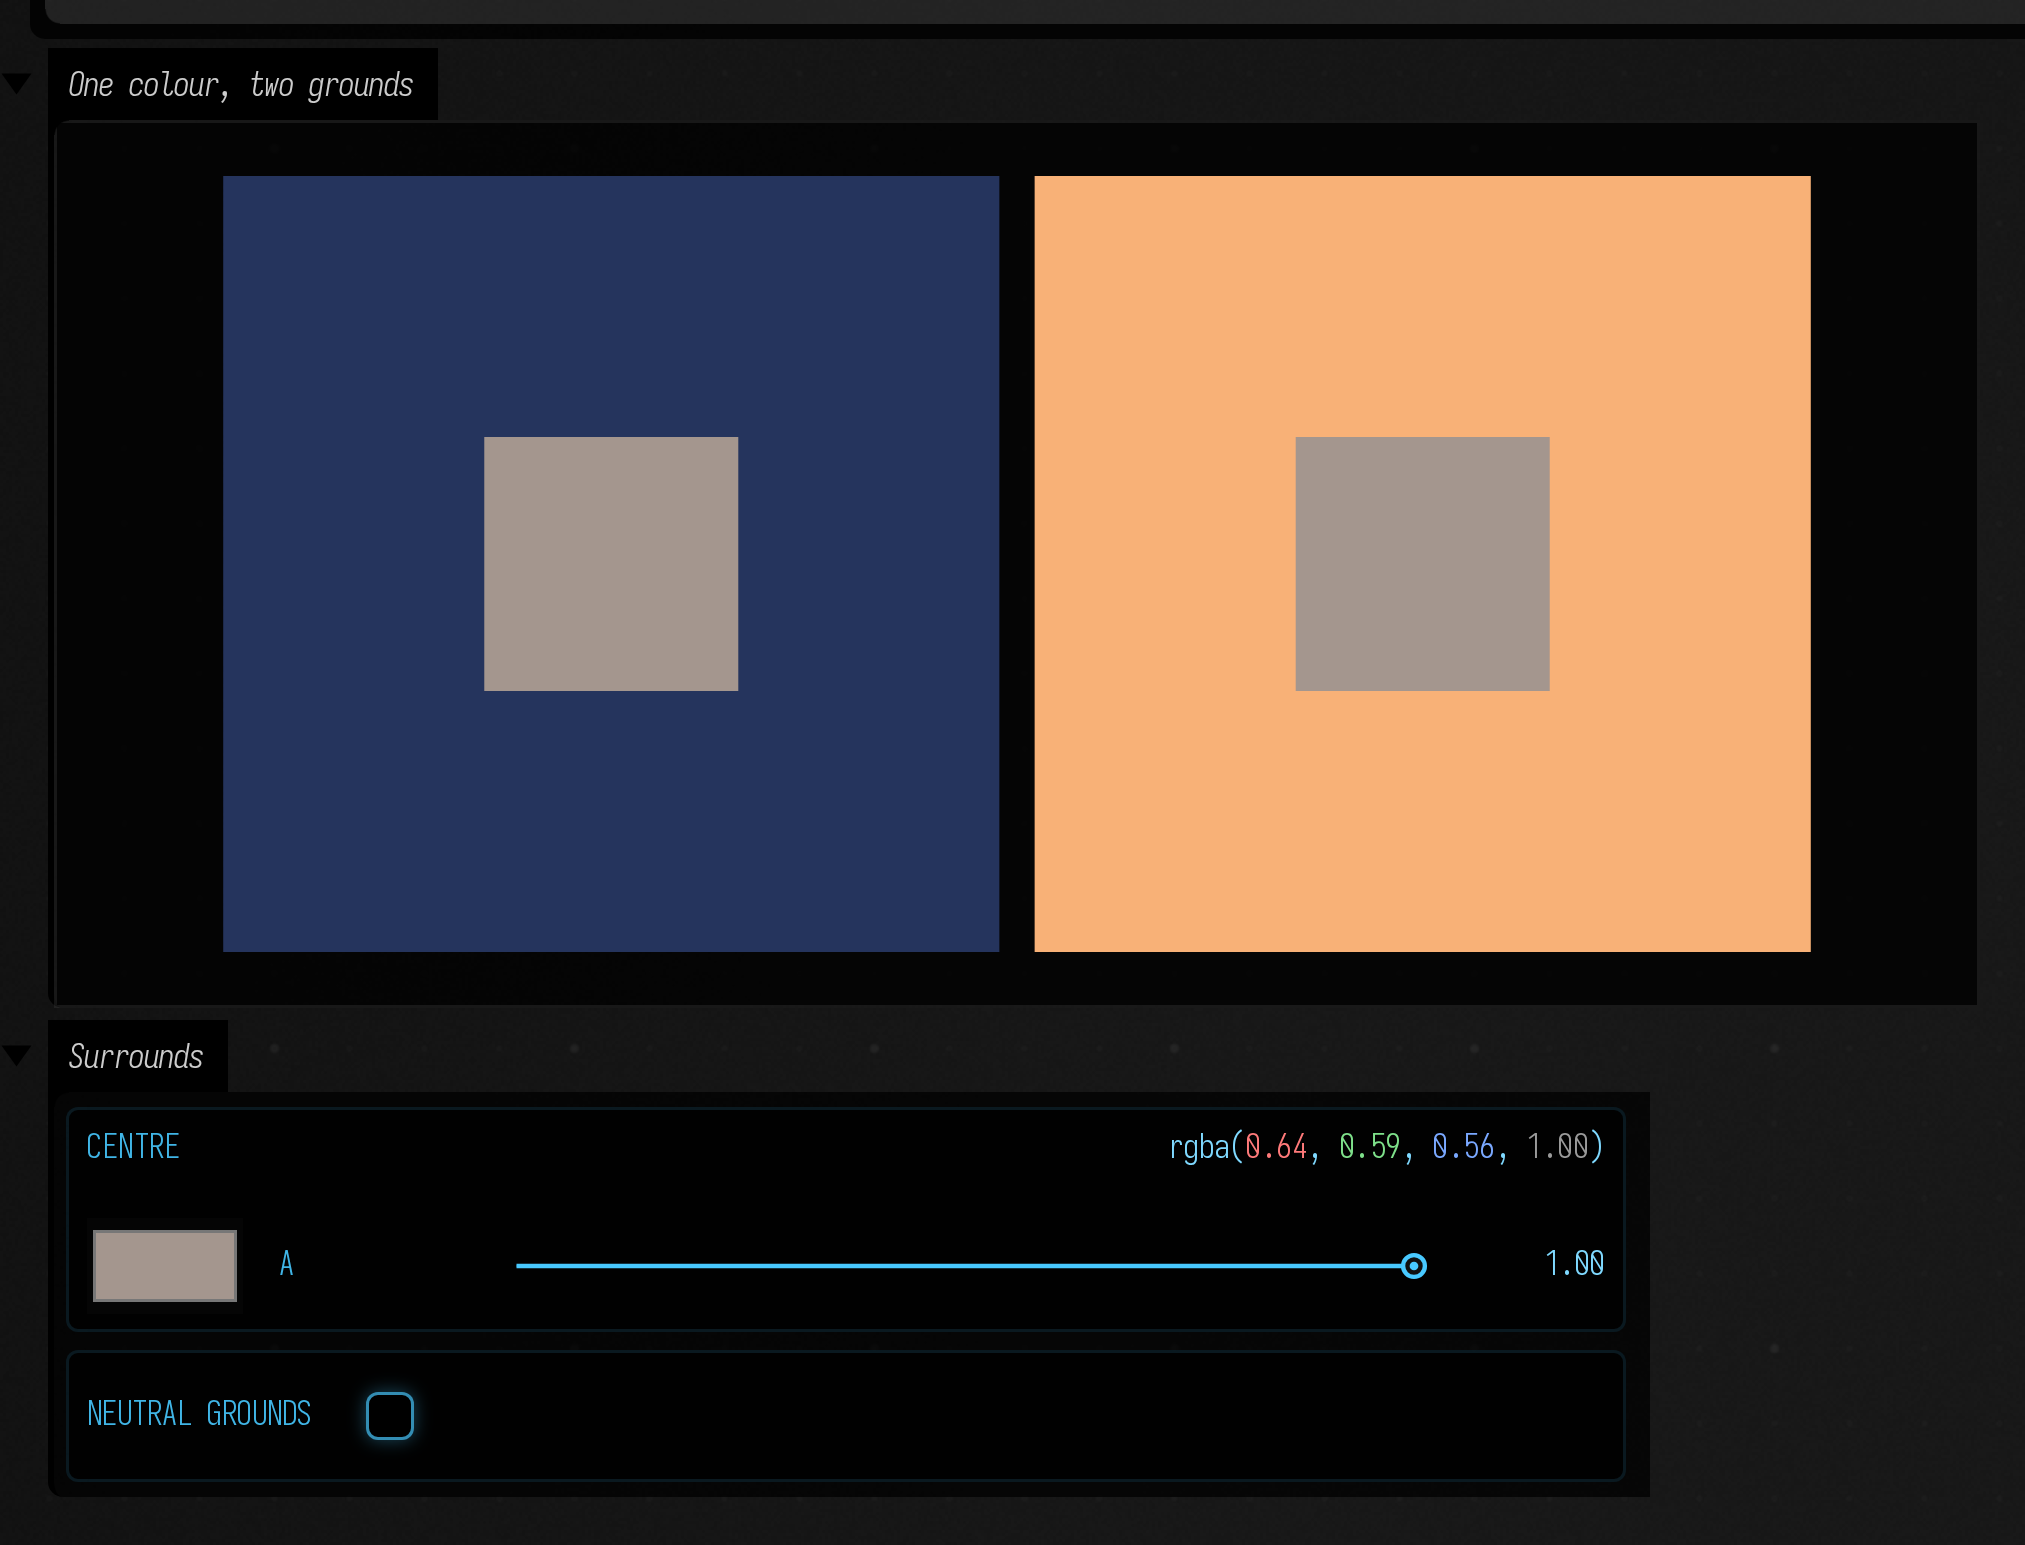 One colour, two grounds
Surrounds
CENTRE rgba(0.64, 0.59, 0.56, 1.00)
A 1.00
NEUTRAL GROUNDS